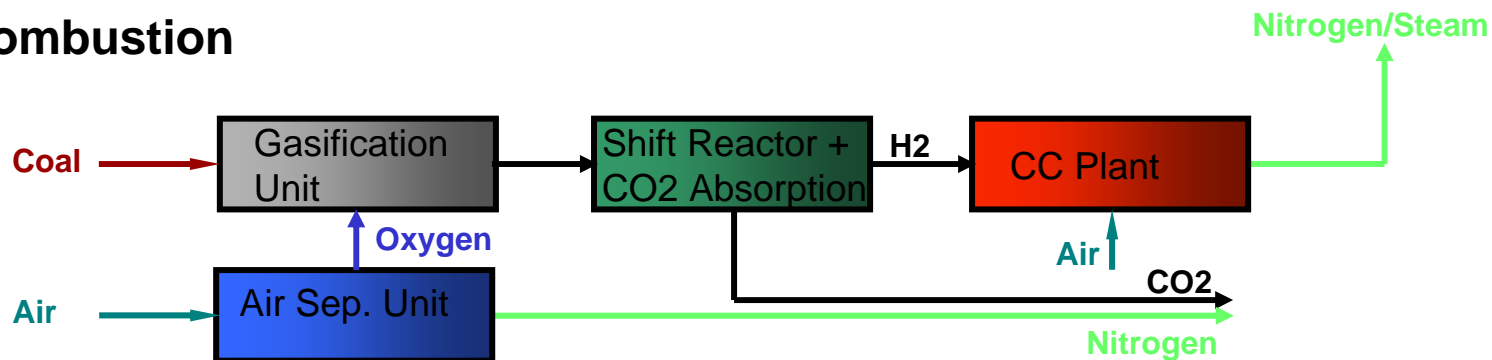 ombustion
Nitrogen/Steam
Coal
Gasification
Unit
Shift Reactor +
CO2 Absorption
H2
CC Plant
Oxygen
Air
CO2
Air
Air Sep. Unit
Nitrogen